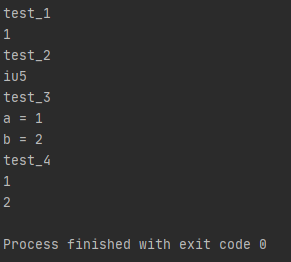 test_1
1
test_2
iu5
test_3
a = 1
b = 2
test_4
1
2
Process finished with exit code 0